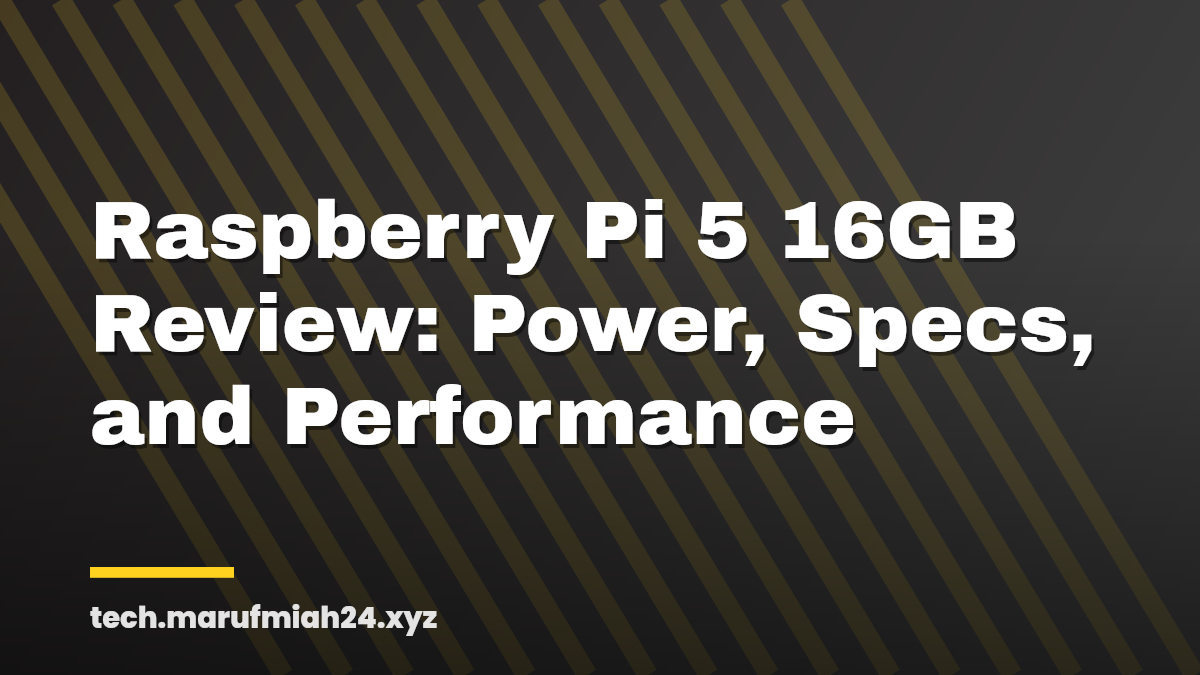 Raspberry Pi 5 16GB
Review: Power, Specs,
and Performance
tech.marufmiah24.xyz